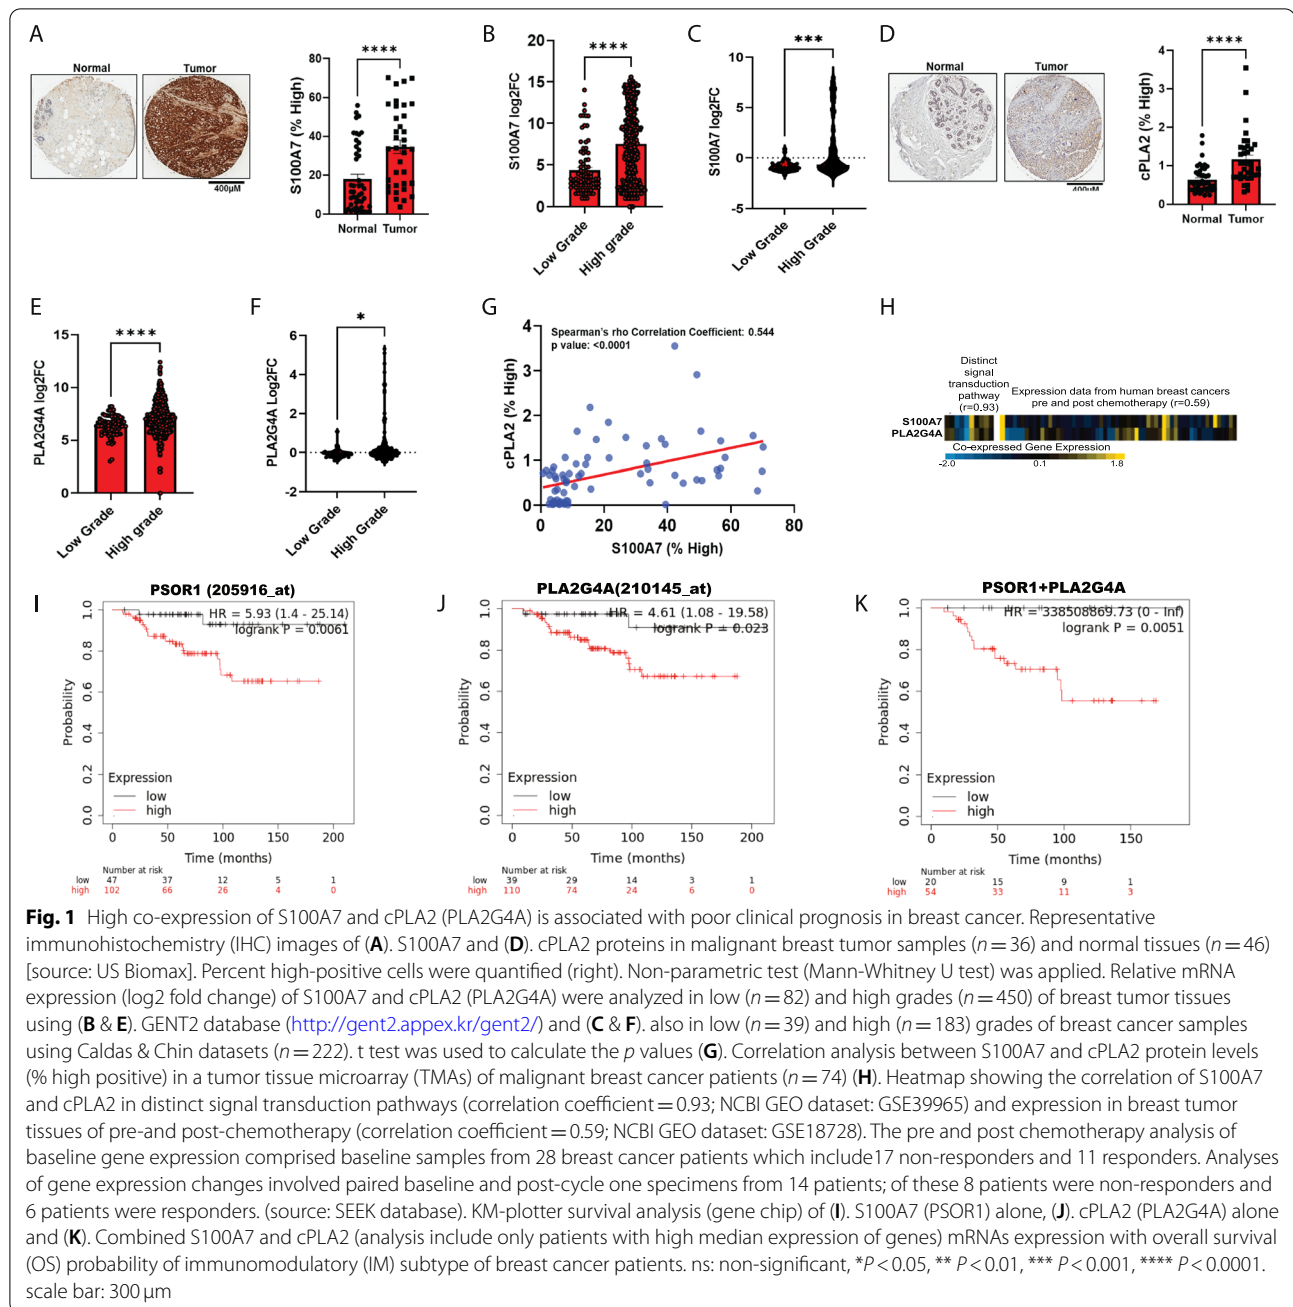 A
Normal
Tumor
400µM
S100A7 (% High)
80
60
40
20
0
****
Normal
Tumor
B
S100A7 log2FC
20
15
10
5
0
****
Low Grade
High grade
C
S100A7 log2FC
10
5
0
-5
***
Low Grade
High Grade
D
Normal
Tumor
400µM
cPLA2 (% High)
4
3
2
1
0
****
Normal
Tumor
E
PLA2G4A log2FC
15
10
5
0
****
Low Grade
High grade
F
PLA2G4A Log2FC
6
4
2
0
-2
*
Low Grade
High Grade
G
Spearman's rho Correlation Coefficient: 0.544
p value: <0.0001
cPLA2 (% High)
4
3
2
1
0
0 20 40 60 80
S100A7 (% High)
H
Distinct
signal
transduction
pathway
(r=0.93)
Expression data from human breast cancers
pre and post chemotherapy (r=0.59)
S100A7
PLA2G4A
Co-expressed Gene Expression
-2.0 0.1 1.8
I
PSOR1 (205916_at)
HR = 5.93 (1.4 - 25.14)
logrank P = 0.0061
Probability
1.0
0.8
0.6
0.4
0.2
0.0
Expression
low
high
0 50 100 150 200
Time (months)
Number at risk
low 47 37 12 5 1
high 102 66 26 4 0
J
PLA2G4A(210145_at)
HR = 4.61 (1.08 - 19.58)
logrank P = 0.023
Probability
1.0
0.8
0.6
0.4
0.2
0.0
Expression
low
high
0 50 100 150 200
Time (months)
Number at risk
low 39 29 14 3 1
high 110 74 24 6 0
K
PSOR1+PLA2G4A
HR = 338508869.73 (0 - Inf)
logrank P = 0.0051
Probability
1.0
0.8
0.6
0.4
0.2
0.0
Expression
low
high
0 50 100 150
Time (months)
Number at risk
low 20 15 9 1
high 54 33 11 3
Fig. 1 High co-expression of S100A7 and cPLA2 (PLA2G4A) is associated with poor clinical prognosis in breast cancer. Representative
immunohistochemistry (IHC) images of (A). S100A7 and (D). cPLA2 proteins in malignant breast tumor samples (n = 36) and normal tissues (n = 46)
[source: US Biomax]. Percent high-positive cells were quantified (right). Non-parametric test (Mann-Whitney U test) was applied. Relative mRNA
expression (log2 fold change) of S100A7 and cPLA2 (PLA2G4A) were analyzed in low (n = 82) and high grades (n = 450) of breast tumor tissues
using (B & E). GENT2 database (http://gent2.appex.kr/gent2/) and (C & F). also in low (n = 39) and high (n = 183) grades of breast cancer samples
using Caldas & Chin datasets (n = 222). t test was used to calculate the p values (G). Correlation analysis between S100A7 and cPLA2 protein levels
(% high positive) in a tumor tissue microarray (TMAs) of malignant breast cancer patients (n = 74) (H). Heatmap showing the correlation of S100A7
and cPLA2 in distinct signal transduction pathways (correlation coefficient = 0.93; NCBI GEO dataset: GSE39965) and expression in breast tumor
tissues of pre-and post-chemotherapy (correlation coefficient = 0.59; NCBI GEO dataset: GSE18728). The pre and post chemotherapy analysis of
baseline gene expression comprised baseline samples from 28 breast cancer patients which include17 non-responders and 11 responders. Analyses
of gene expression changes involved paired baseline and post-cycle one specimens from 14 patients; of these 8 patients were non-responders and
6 patients were responders. (source: SEEK database). KM-plotter survival analysis (gene chip) of (I). S100A7 (PSOR1) alone, (J). cPLA2 (PLA2G4A) alone
and (K). Combined S100A7 and cPLA2 (analysis include only patients with high median expression of genes) mRNAs expression with overall survival
(OS) probability of immunomodulatory (IM) subtype of breast cancer patients. ns: non-significant, *P < 0.05, ** P < 0.01, *** P < 0.001, **** P < 0.0001.
scale bar: 300 µm